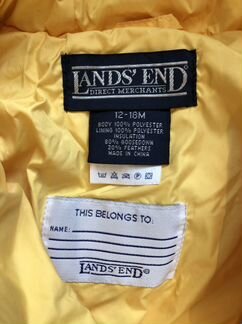 LANDS' END
DIRECT MERCHANTS
12-18M
BODY 100% POLYESTER
LINING 100% POLYESTER
INSULATION
80% GOOSEDOWN
20% FEATHERS
MADE IN CHINA
THIS BELONGS TO:
NAME:
LANDS' END®